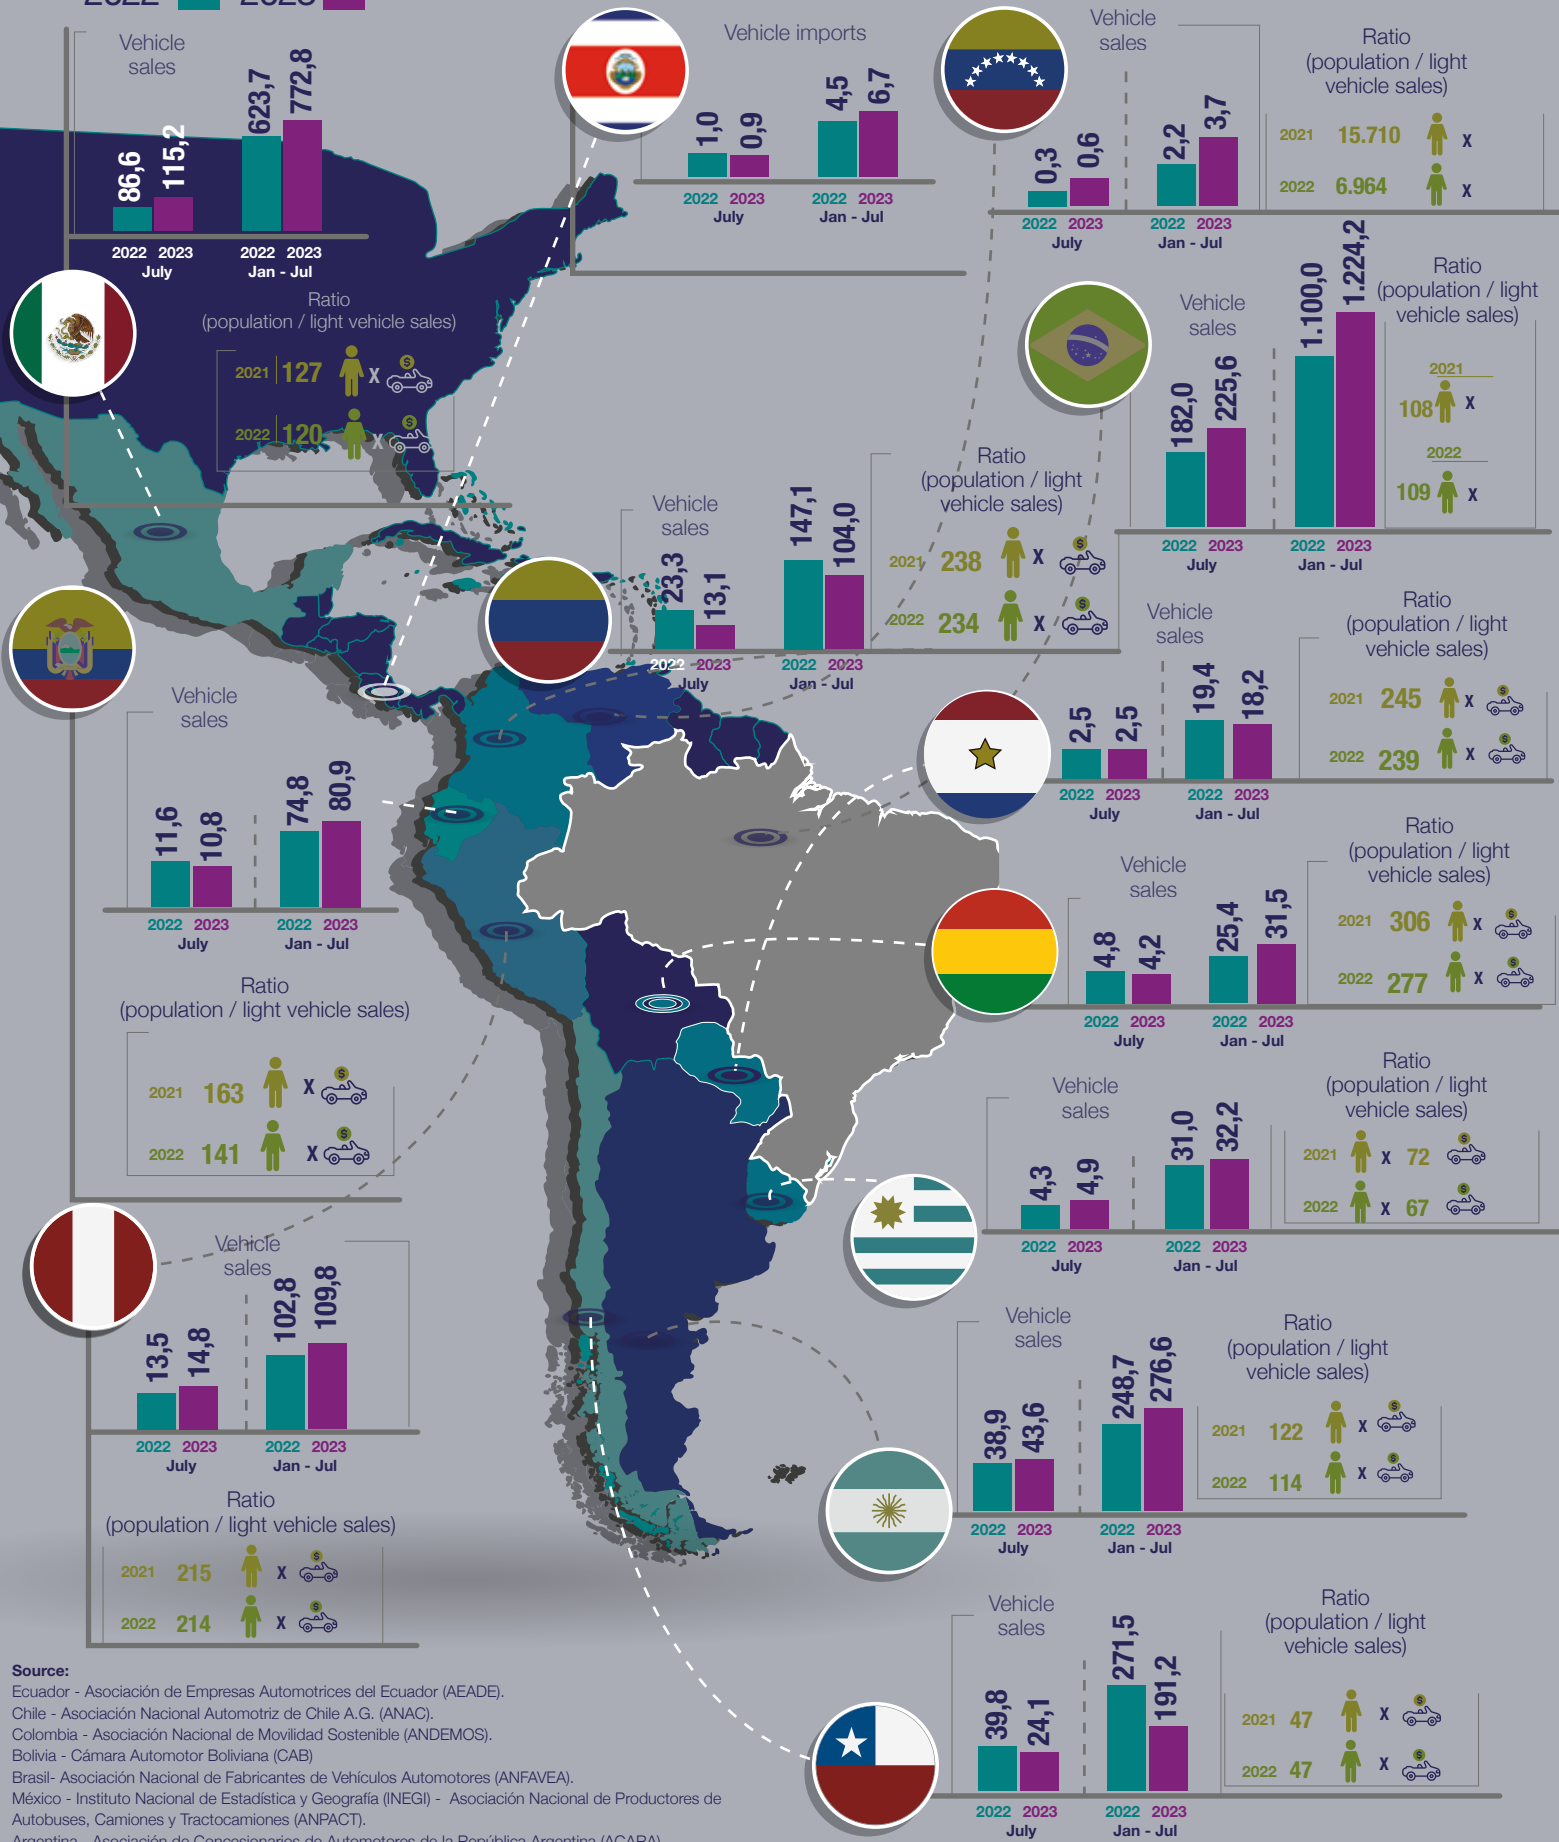 Vehicle
sales
86,6
115,2
623,7
772,8
2022 2023
July
2022 2023
Jan - Jul
Ratio
(population / light vehicle sales)
2021 127 X $
2022 120 X $
Vehicle imports
1,0
0,9
4,5
6,7
2022 2023
July
2022 2023
Jan - Jul
Vehicle
sales
0,3
0,6
2,2
3,7
2022 2023
July
2022 2023
Jan - Jul
Ratio
(population / light
vehicle sales)
2021 15.710 X
2022 6.964 X
Vehicle
sales
182,0
225,6
1.100,0
1.224,2
2022 2023
July
2022 2023
Jan - Jul
Ratio
(population / light
vehicle sales)
2021
108 X
2022
109 X
Vehicle
sales
23,3
13,1
147,1
104,0
2022 2023
July
2022 2023
Jan - Jul
Ratio
(population / light
vehicle sales)
2021 238 X $
2022 234 X $
Vehicle
sales
2,5
2,5
19,4
18,2
2022 2023
July
2022 2023
Jan - Jul
Ratio
(population / light
vehicle sales)
2021 245 X $
2022 239 X $
Vehicle
sales
11,6
10,8
74,8
80,9
2022 2023
July
2022 2023
Jan - Jul
Ratio
(population / light vehicle sales)
2021 163 X $
2022 141 X $
Vehicle
sales
4,8
4,2
25,4
31,5
2022 2023
July
2022 2023
Jan - Jul
Ratio
(population / light
vehicle sales)
2021 306 X $
2022 277 X $
Vehicle
sales
4,3
4,9
31,0
32,2
2022 2023
July
2022 2023
Jan - Jul
Ratio
(population / light
vehicle sales)
2021 X 72 $
2022 X 67 $
Vehicle
sales
13,5
14,8
102,8
109,8
2022 2023
July
2022 2023
Jan - Jul
Ratio
(population / light vehicle sales)
2021 215 X $
2022 214 X $
Vehicle
sales
38,9
43,6
248,7
276,6
2022 2023
July
2022 2023
Jan - Jul
Ratio
(population / light
vehicle sales)
2021 122 X $
2022 114 X $
Vehicle
sales
39,8
24,1
271,5
191,2
2022 2023
July
2022 2023
Jan - Jul
Ratio
(population / light
vehicle sales)
2021 47 X $
2022 47 X $
Source:
Ecuador - Asociación de Empresas Automotrices del Ecuador (AEADE).
Chile - Asociación Nacional Automotriz de Chile A.G. (ANAC).
Colombia - Asociación Nacional de Movilidad Sostenible (ANDEMOS).
Bolivia - Cámara Automotor Boliviana (CAB)
Brasil- Asociación Nacional de Fabricantes de Vehículos Automotores (ANFAVEA).
México - Instituto Nacional de Estadística y Geografía (INEGI) - Asociación Nacional de Productores de
Autobuses, Camiones y Tractocamiones (ANPACT).
Argentina - Asociación de Concesionarios de Automotores de la República Argentina (ACARA)